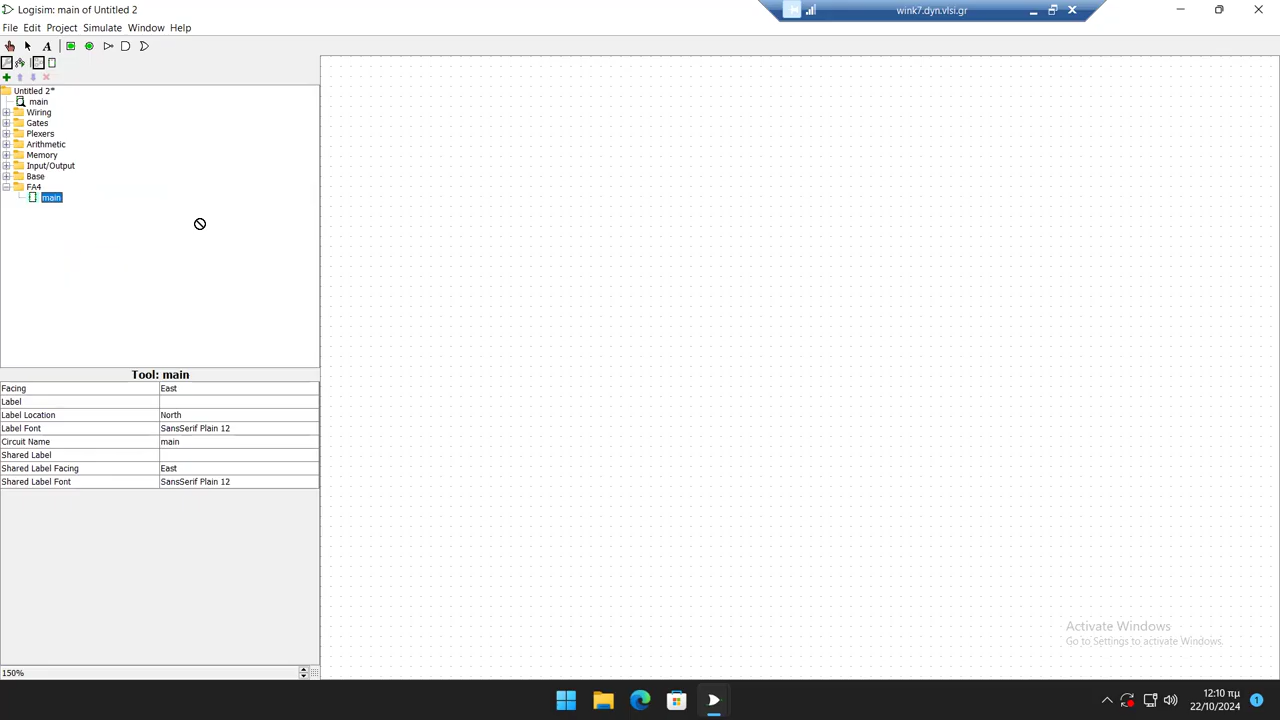 Logisim: main of Untitled 2
wink7.dyn.vlsi.gr
File Edit Project Simulate Window Help
A
Untitled 2*
main
Wiring
Gates
Plexers
Arithmetic
Memory
Input/Output
Base
FA4
main
Tool: main
Facing East
Label
Label Location North
Label Font SansSerif Plain 12
Circuit Name main
Shared Label
Shared Label Facing East
Shared Label Font SansSerif Plain 12
Activate Windows
Go to Settings to activate Windows.
150%
12:10 πμ
22/10/2024
1